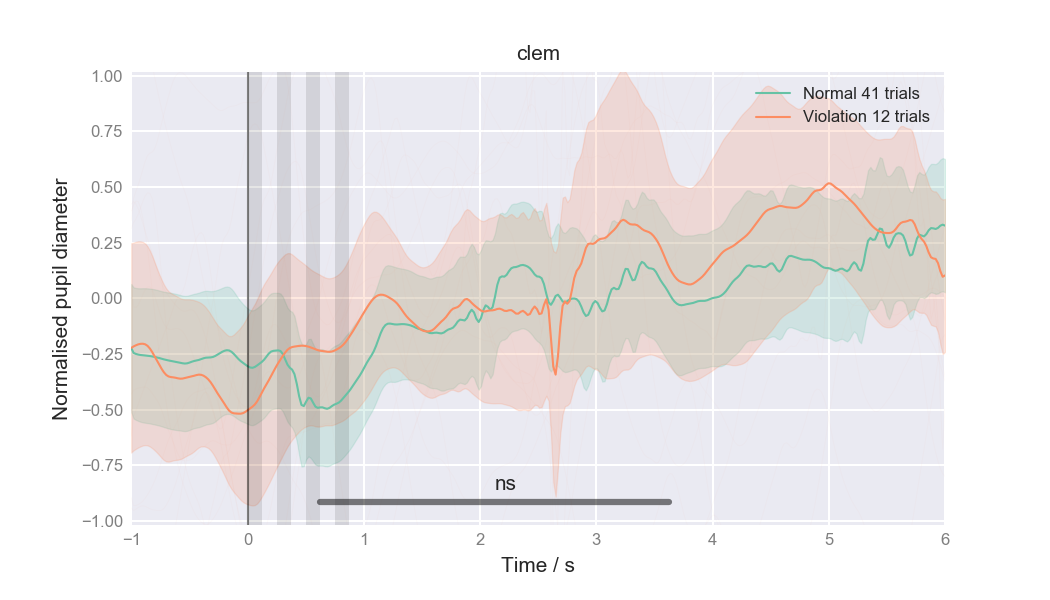 clem
Normal 41 trials
Violation 12 trials
Normalised pupil diameter
1.00
0.75
0.50
0.25
0.00
−0.25
−0.50
−0.75
−1.00
ns
−1 0 1 2 3 4 5 6
Time / s